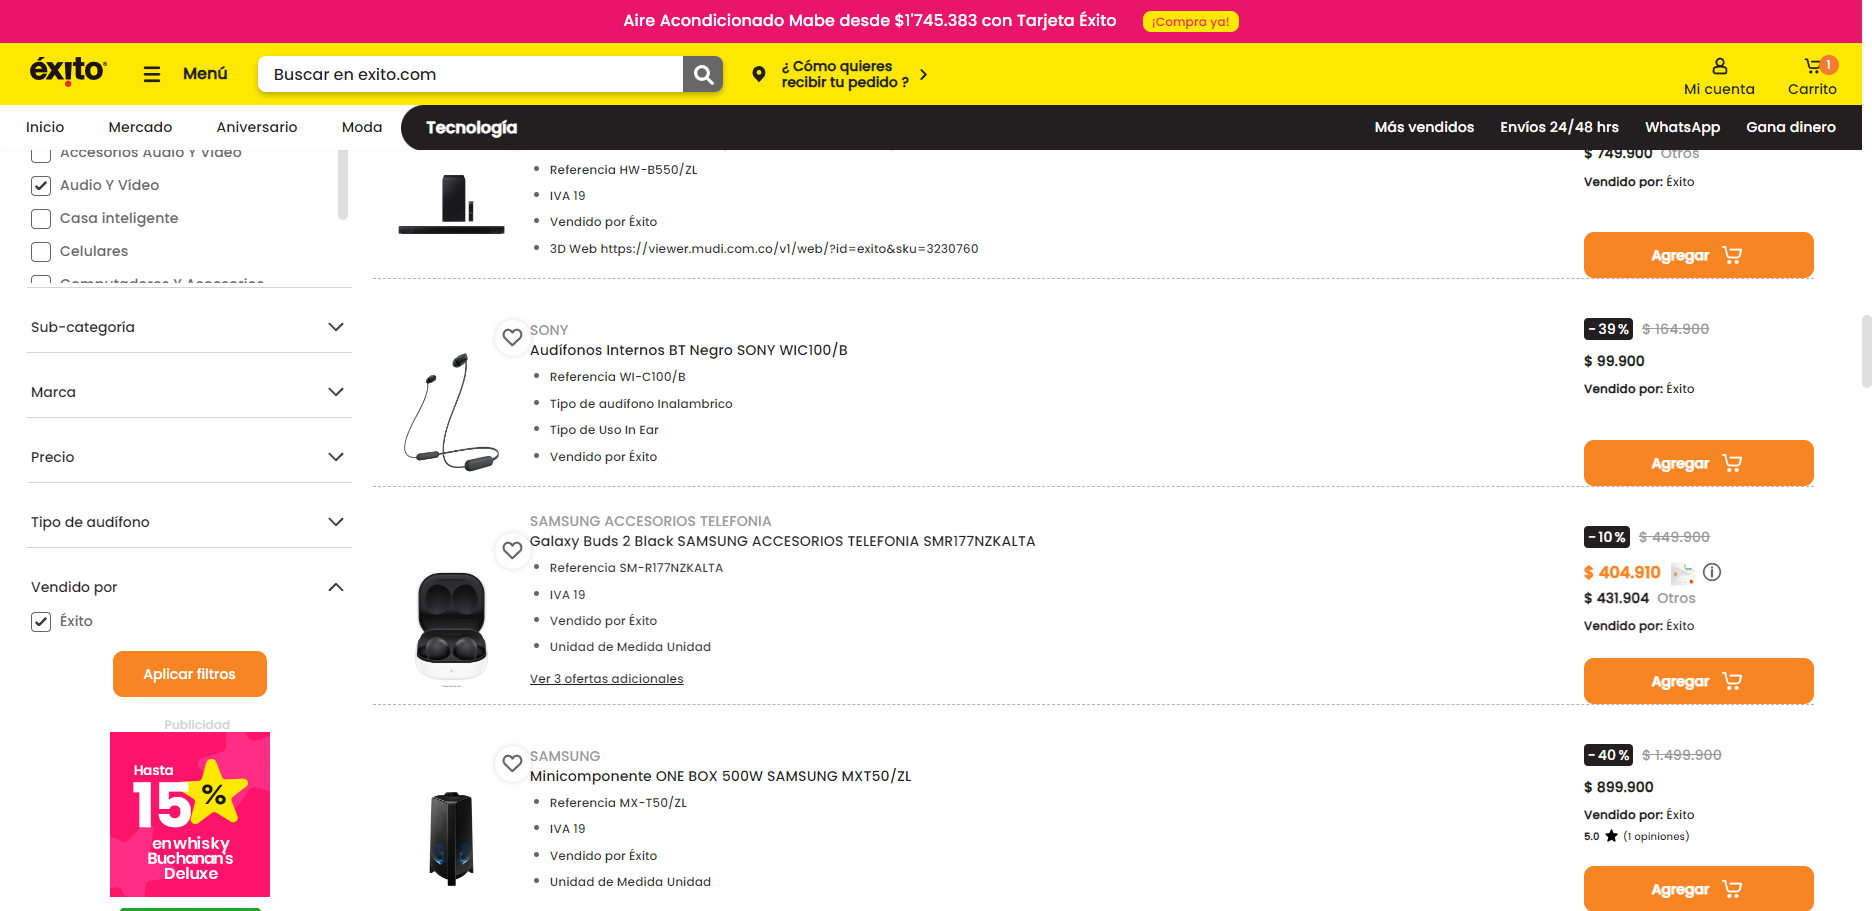 Aire Acondicionado Mabe desde $1'745.383 con Tarjeta Éxito ¡Compra ya!
éxito
Menú
Buscar en exito.com
¿ Cómo quieres
recibir tu pedido ?
1
Mi cuenta
Carrito
Inicio
Mercado
Aniversario
Moda
Tecnología
Más vendidos
Envíos 24/48 hrs
WhatsApp
Gana dinero
Accesorios Audio Y Video
Audio Y Vídeo
Casa inteligente
Celulares
Computadores Y Accesorios
Sub-categoría
Marca
Precio
Tipo de audífono
Vendido por
Éxito
Aplicar filtros
Publicidad
Hasta
15%
en whisky
Buchanan's
Deluxe
Referencia HW-B550/ZL
IVA 19
Vendido por Éxito
3D Web https://viewer.mudi.com.co/v1/web/?id=exito&sku=3230760
$ 749.900 Otros
Vendido por: Éxito
Agregar
SONY
Audífonos Internos BT Negro SONY WIC100/B
Referencia WI-C100/B
Tipo de audífono Inalambrico
Tipo de Uso In Ear
Vendido por Éxito
-39% $ 164.900
$ 99.900
Vendido por: Éxito
Agregar
SAMSUNG ACCESORIOS TELEFONIA
Galaxy Buds 2 Black SAMSUNG ACCESORIOS TELEFONIA SMR177NZKALTA
Referencia SM-R177NZKALTA
IVA 19
Vendido por Éxito
Unidad de Medida Unidad
Ver 3 ofertas adicionales
-10% $ 449.900
$ 404.910
$ 431.904 Otros
Vendido por: Éxito
Agregar
SAMSUNG
Minicomponente ONE BOX 500W SAMSUNG MXT50/ZL
Referencia MX-T50/ZL
IVA 19
Vendido por Éxito
Unidad de Medida Unidad
-40% $ 1.499.900
$ 899.900
Vendido por: Éxito
5.0 ★ (1 opiniones)
Agregar